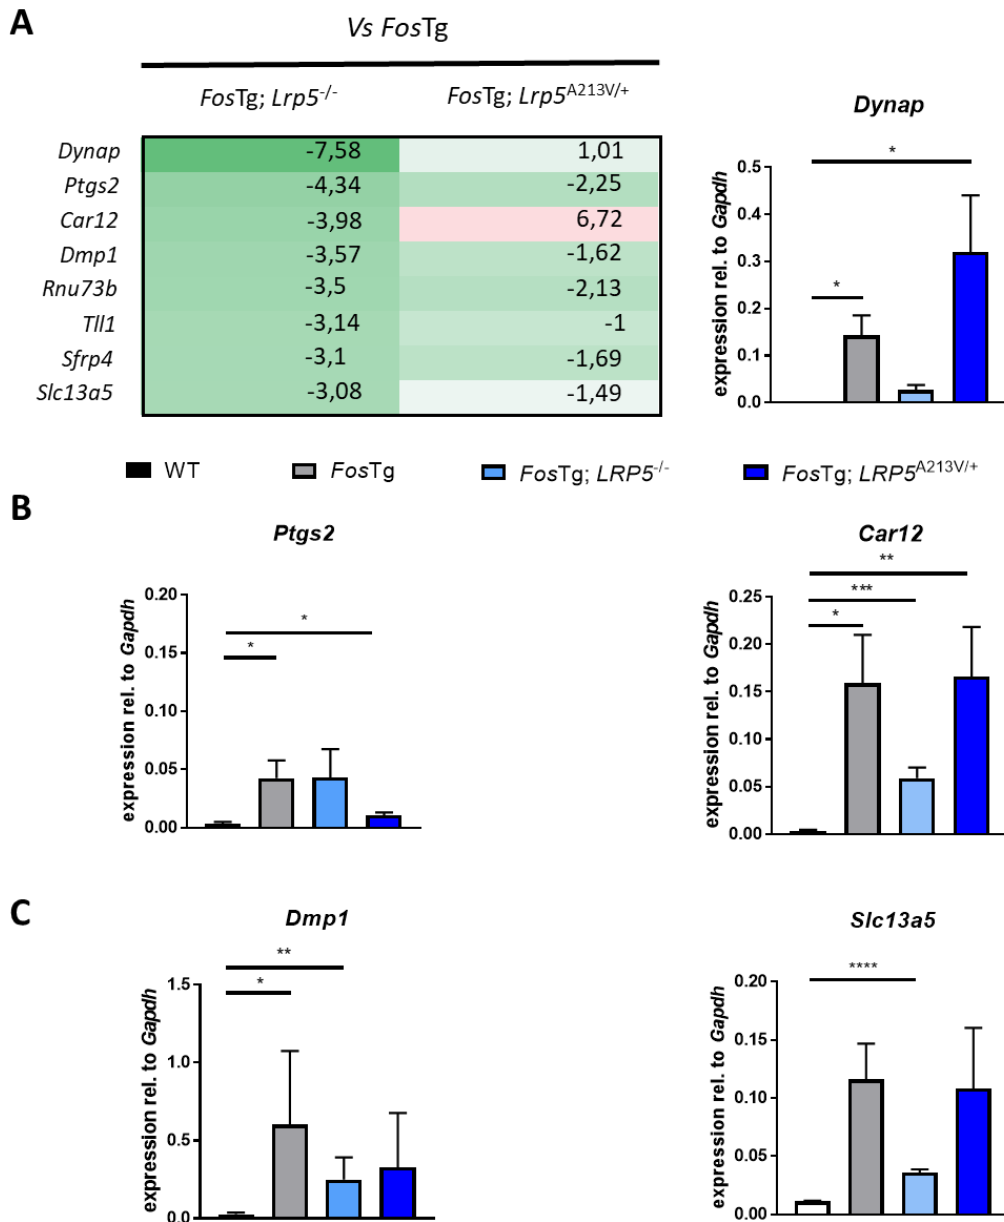 A
Vs FosTg
FosTg; Lrp5-/-
FosTg; Lrp5A213V/+
Dynap -7,58 1,01
Ptgs2 -4,34 -2,25
Car12 -3,98 6,72
Dmp1 -3,57 -1,62
Rnu73b -3,5 -2,13
Tll1 -3,14 -1
Sfrp4 -3,1 -1,69
Slc13a5 -3,08 -1,49
Dynap
expression rel. to Gapdh
0.5
0.4
0.3
0.2
0.1
0.0
*
*
WT
FosTg
FosTg; LRP5-/-
FosTg; LRP5A213V/+
B
Ptgs2
expression rel. to Gapdh
0.20
0.15
0.10
0.05
0.00
*
*
Car12
expression rel. to Gapdh
0.25
0.20
0.15
0.10
0.05
0.00
**
***
*
C
Dmp1
expression rel. to Gapdh
1.5
1.0
0.5
0.0
**
*
Slc13a5
expression rel. to Gapdh
0.20
0.15
0.10
0.05
0.00
****